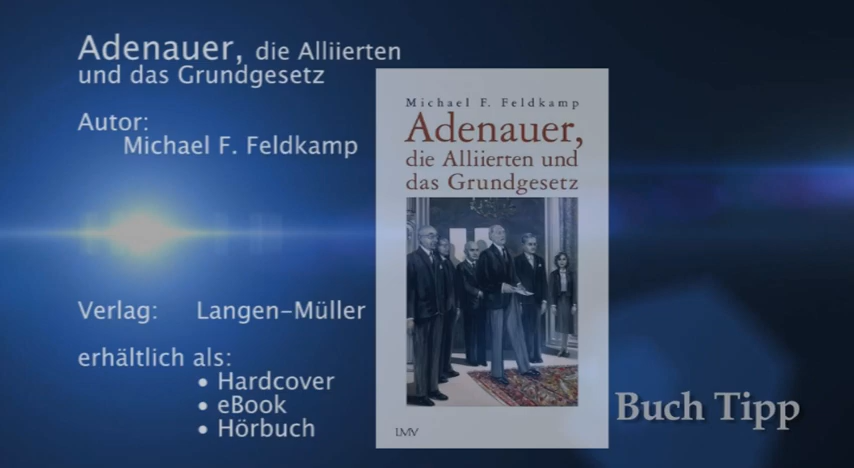 Adenauer, die Alliierten
und das Grundgesetz
Autor:
Michael F. Feldkamp
Verlag: Langen-Müller
erhältlich als:
• Hardcover
• eBook
• Hörbuch
Michael F. Feldkamp
Adenauer,
die Alliierten und
das Grundgesetz
LMV
Buch Tipp